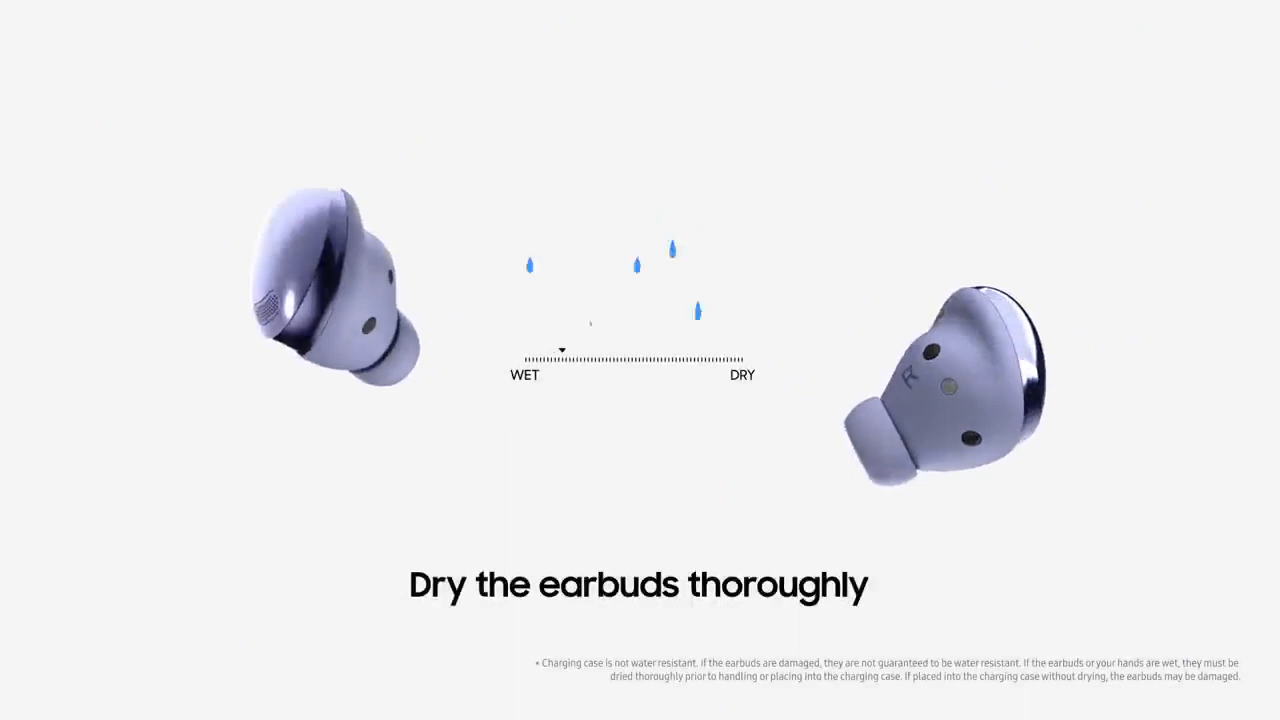 R
WET DRY
Dry the earbuds thoroughly
* Charging case is not water resistant. If the earbuds are damaged, they are not guaranteed to be water resistant. If the earbuds or your hands are wet, they must be
dried thoroughly prior to handling or placing into the charging case. If placed into the charging case without drying, the earbuds may be damaged.